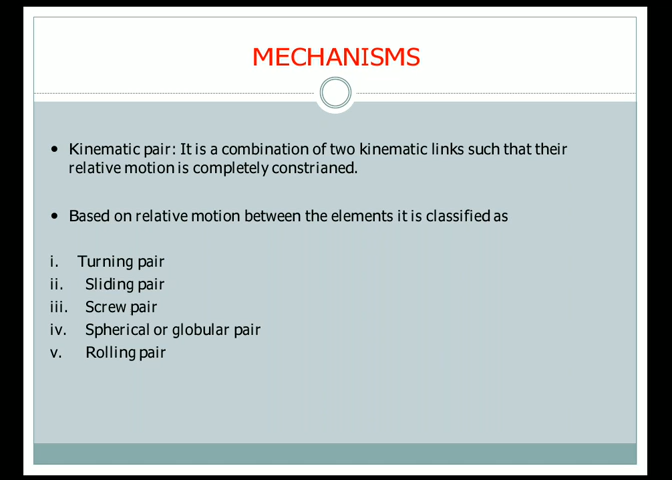 MECHANISMS
• Kinematic pair: It is a combination of two kinematic links such that their
relative motion is completely constrianed.
• Based on relative motion between the elements it is classified as
i. Turning pair
ii. Sliding pair
iii. Screw pair
iv. Spherical or globular pair
v. Rolling pair